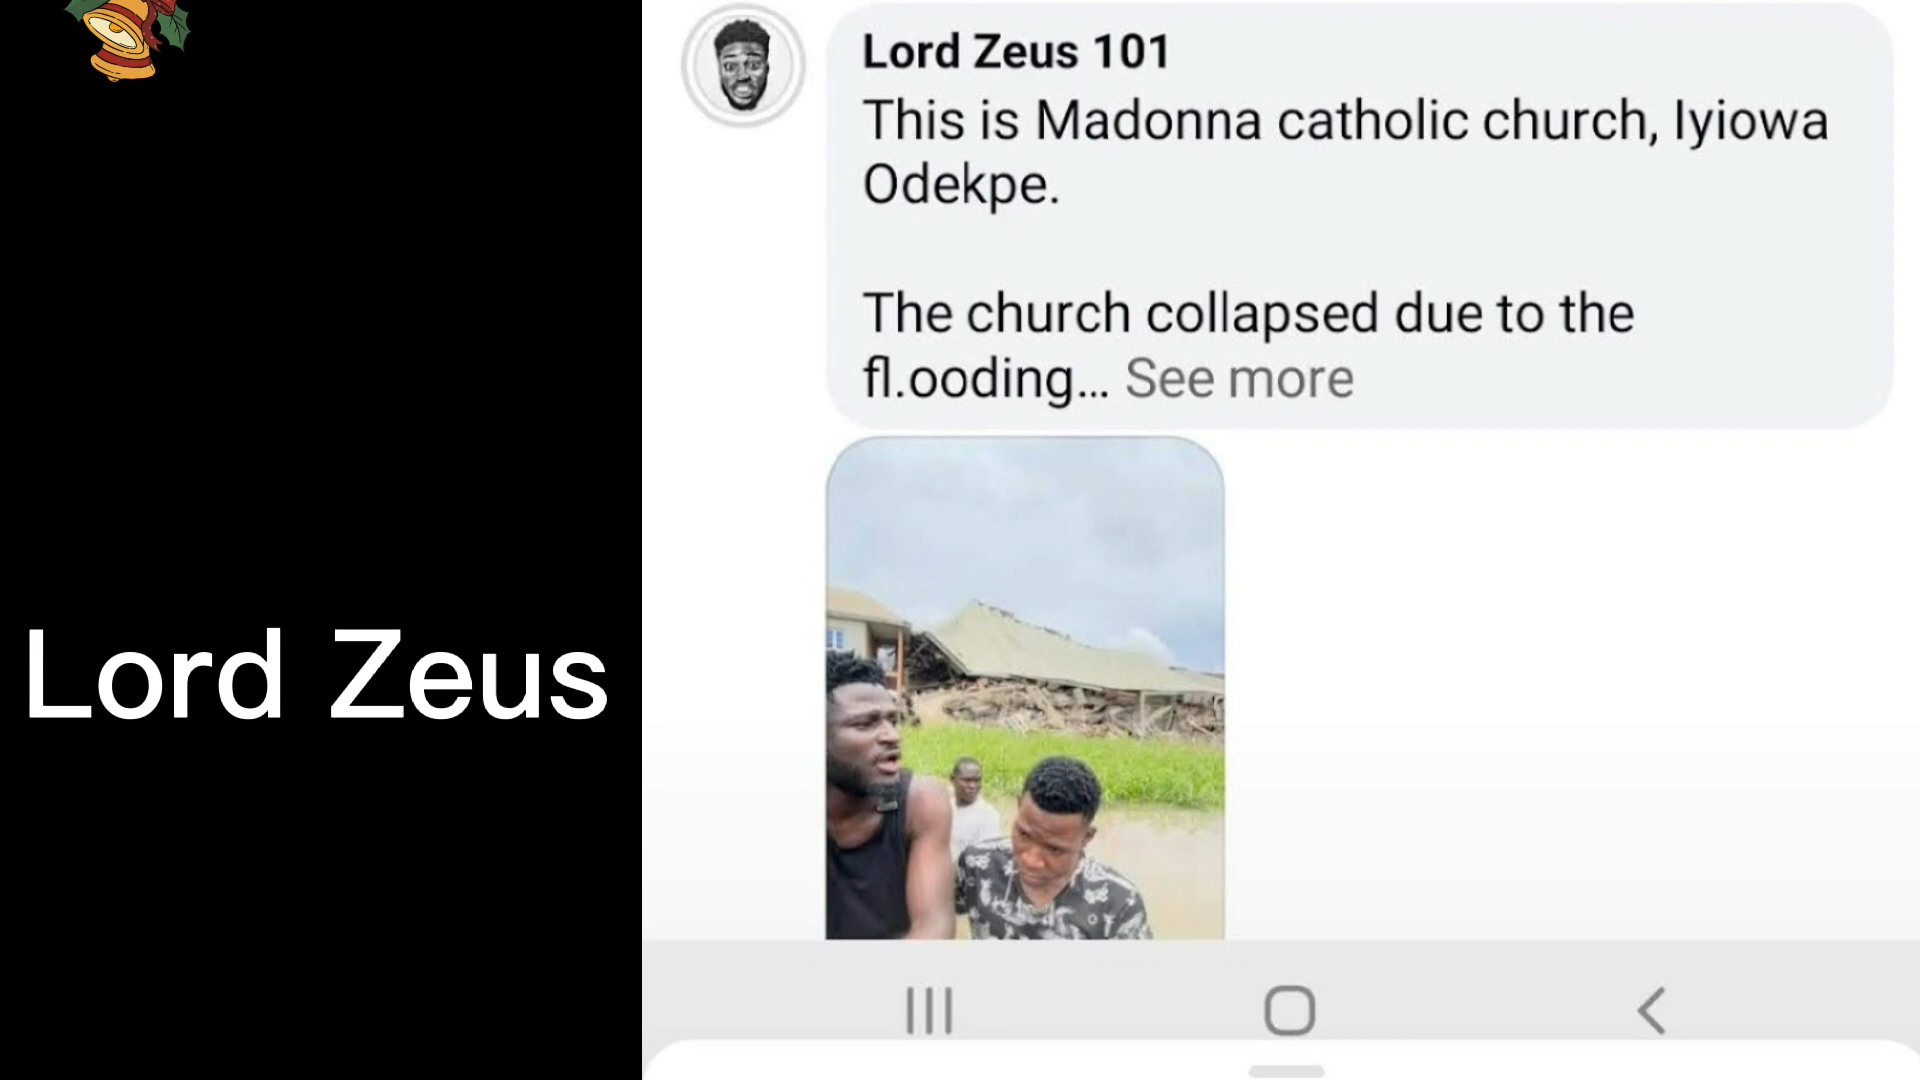 Lord Zeus
Lord Zeus 101
This is Madonna catholic church, Iyiowa
Odekpe.
The church collapsed due to the
fl.ooding... See more